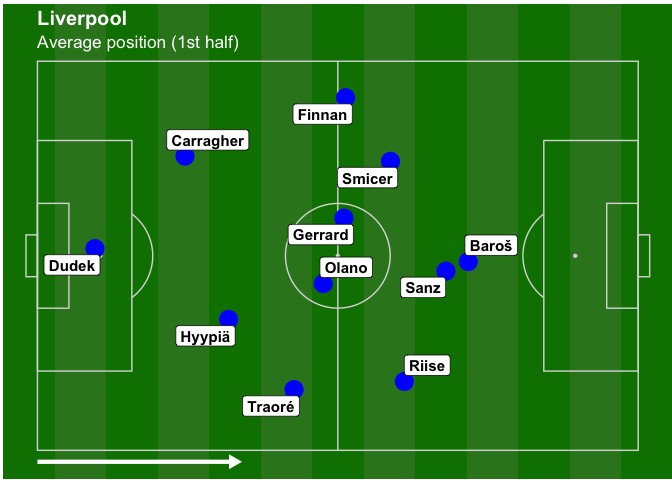 Liverpool
Average position (1st half)
Finnan
Carragher
Smicer
Gerrard
Baroš
Dudek
Olano
Sanz
Hyypiä
Riise
Traoré